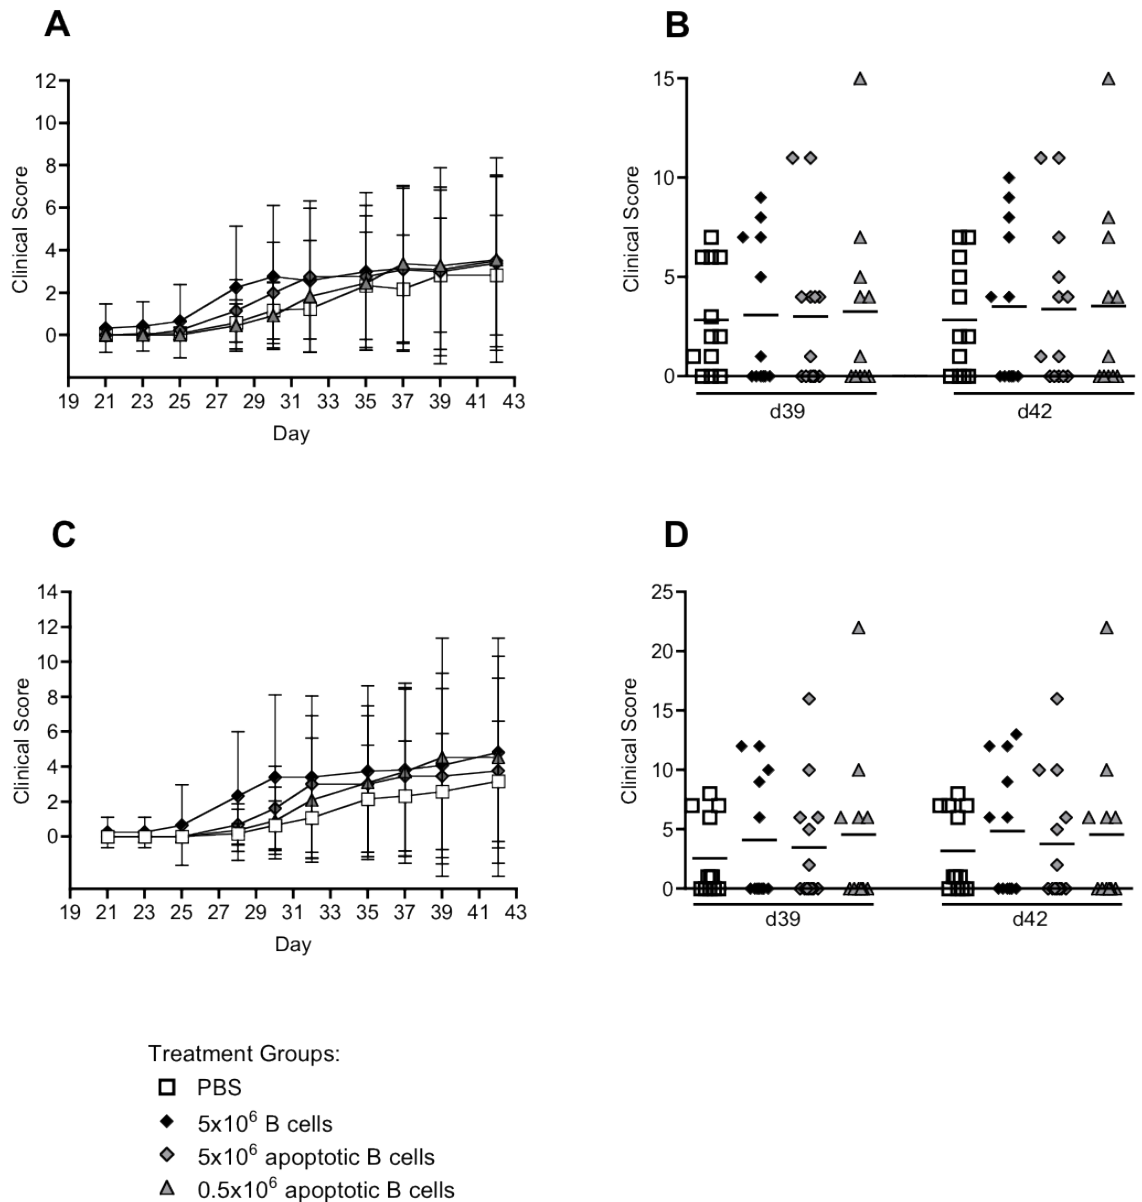 A
12
10
8
6
4
2
0
Clinical Score
19 21 23 25 27 29 31 33 35 37 39 41 43
Day
B
15
10
5
0
Clinical Score
d39 d42
C
14
12
10
8
6
4
2
0
Clinical Score
19 21 23 25 27 29 31 33 35 37 39 41 43
Day
D
25
20
15
10
5
0
Clinical Score
d39 d42
Treatment Groups:
PBS
5x10⁶ B cells
5x10⁶ apoptotic B cells
0.5x10⁶ apoptotic B cells